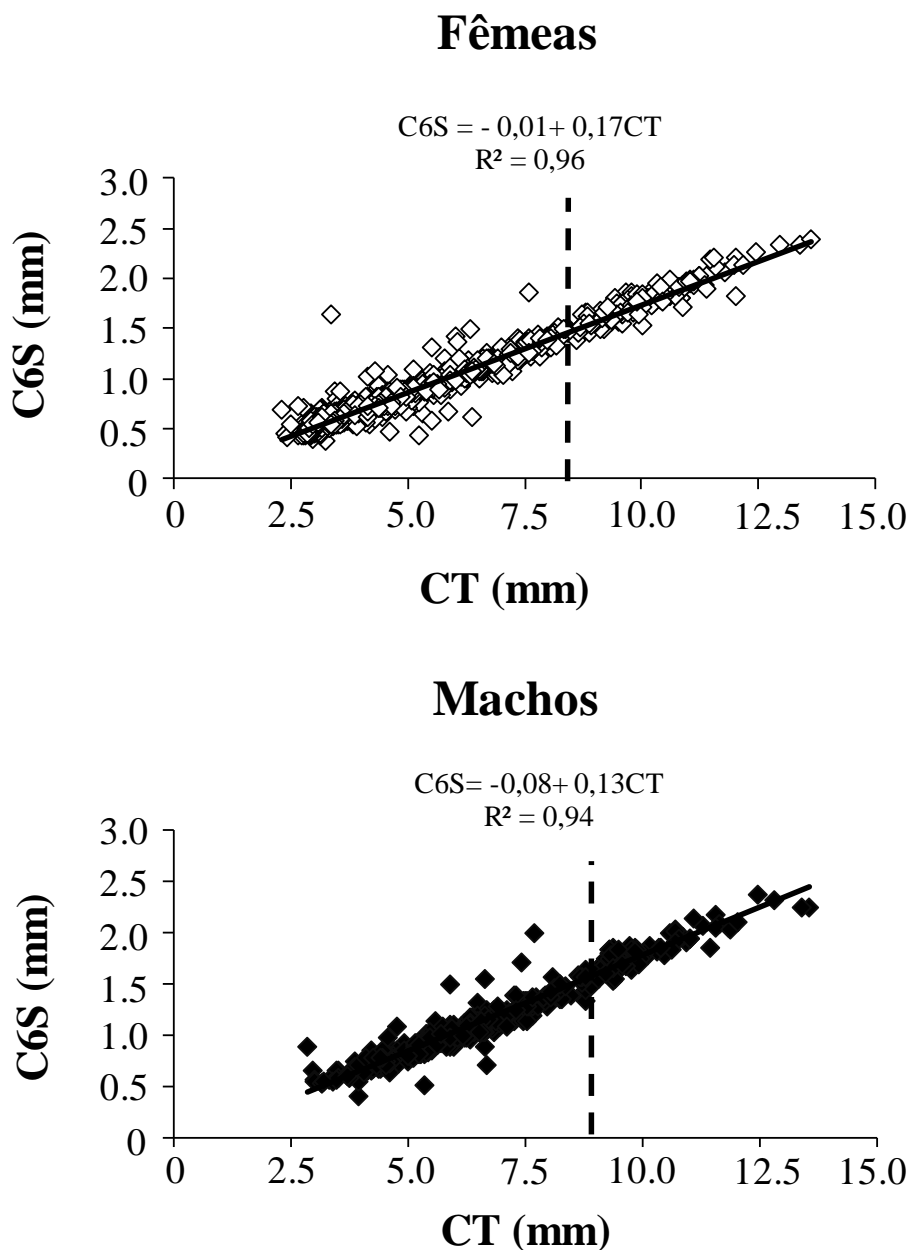 Fêmeas
C6S = - 0,01+ 0,17CT
R² = 0,96
3.0
2.5
2.0
1.5
1.0
0.5
0
C6S (mm)
0 2.5 5.0 7.5 10.0 12.5 15.0
CT (mm)
Machos
C6S= -0,08+ 0,13CT
R² = 0,94
3.0
2.5
2.0
1.5
1.0
0.5
0
C6S (mm)
0 2.5 5.0 7.5 10.0 12.5 15.0
CT (mm)